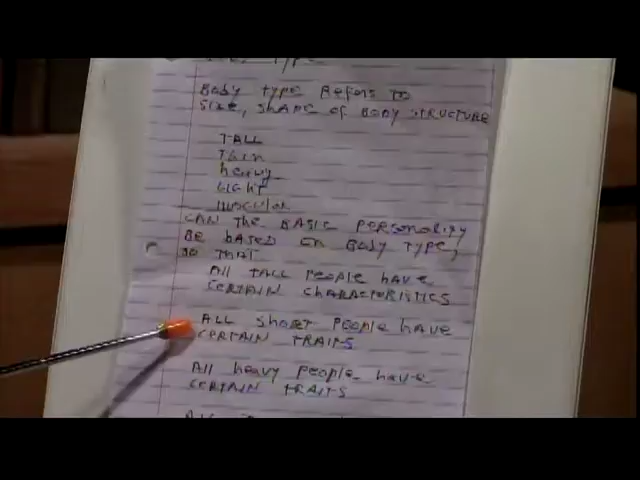 Type
Body Type Refers to
Size, Shape of Body Structure
TALL
Thin
heavy
Light
muscular
CAN The BASIC Personality
Be based on Body Type,
so THAT
All TALL People have
CERTAIN CHARACTERISTICS
ALL Short People have
CERTAIN TRAITS
All heavy people have
CERTAIN TRAITS